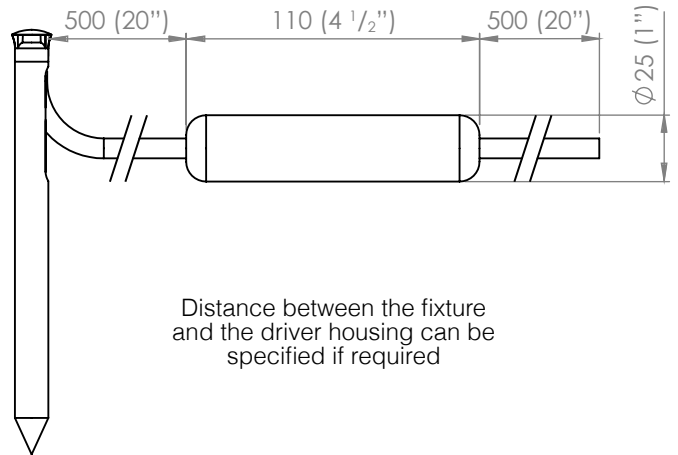 500 (20”)
110 (4 1/2”)
500 (20”)
∅25 (1”)
Distance between the fixture
and the driver housing can be
specified if required